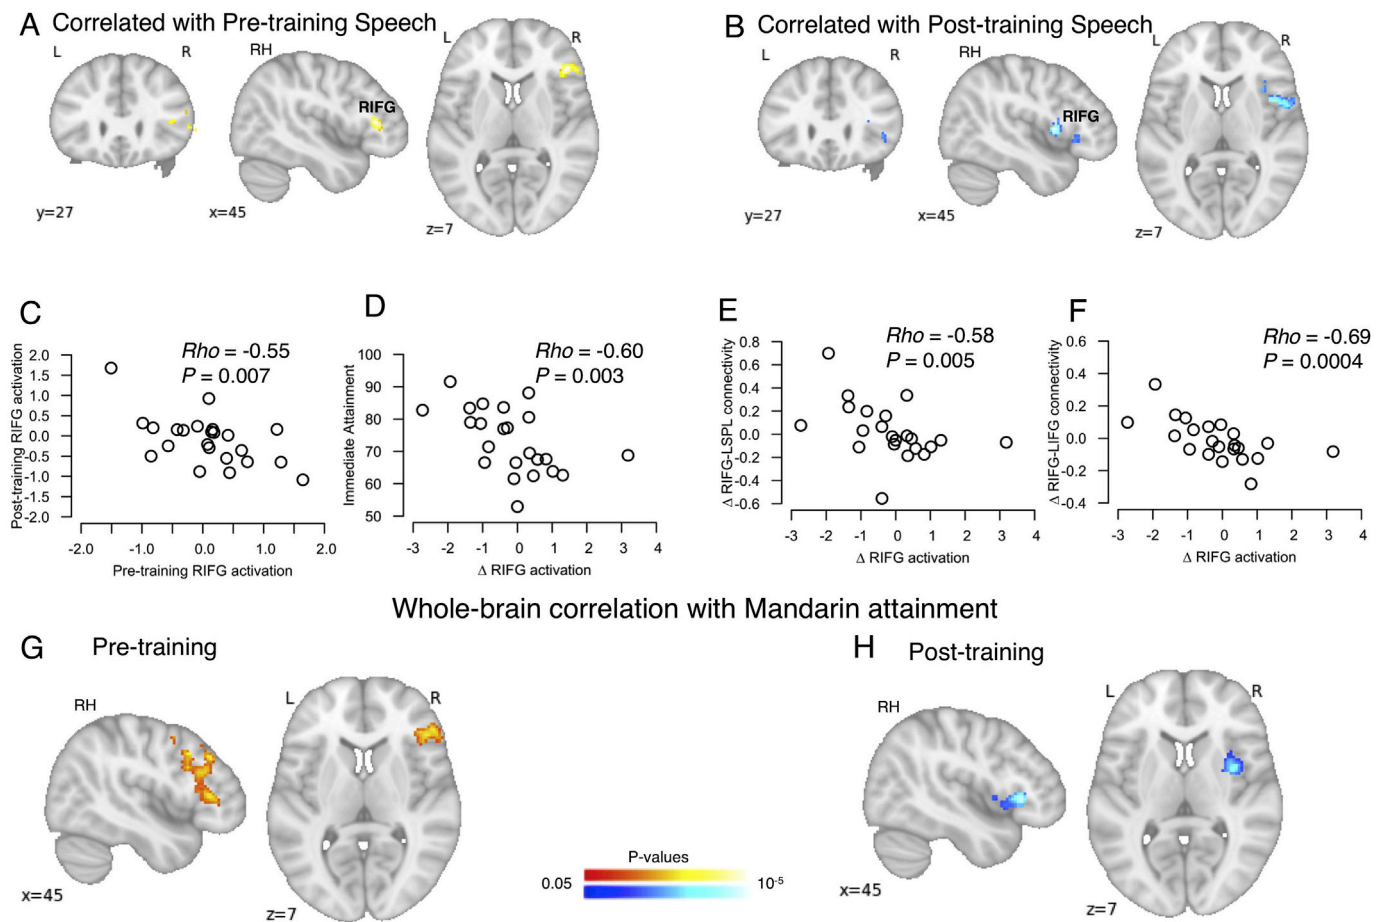 A Correlated with Pre-training Speech
L R RH L R
RIFG
y=27 x=45 z=7
B Correlated with Post-training Speech
L R RH L R
RIFG
y=27 x=45 z=7
C
Rho = -0.55
P = 0.007
Post-training RIFG activation
2.0
1.5
1.0
0.5
0.0
-0.5
-1.0
-1.5
-2.0
-2.0 -1.0 0.0 1.0 2.0
Pre-training RIFG activation
D
Rho = -0.60
P = 0.003
Immediate Attainment
100
90
80
70
60
50
-3 -2 -1 0 1 2 3 4
Δ RIFG activation
E
Rho = -0.58
P = 0.005
Δ RIFG-LSPL connectivity
0.8
0.6
0.4
0.2
0.0
-0.2
-0.4
-0.6
-3 -2 -1 0 1 2 3 4
Δ RIFG activation
F
Rho = -0.69
P = 0.0004
Δ RIFG-LIFG connectivity
0.6
0.4
0.2
0.0
-0.2
-0.4
-3 -2 -1 0 1 2 3 4
Δ RIFG activation
Whole-brain correlation with Mandarin attainment
G Pre-training
RH L R
x=45 z=7
P-values
0.05 10-5
H Post-training
RH L R
x=45 z=7